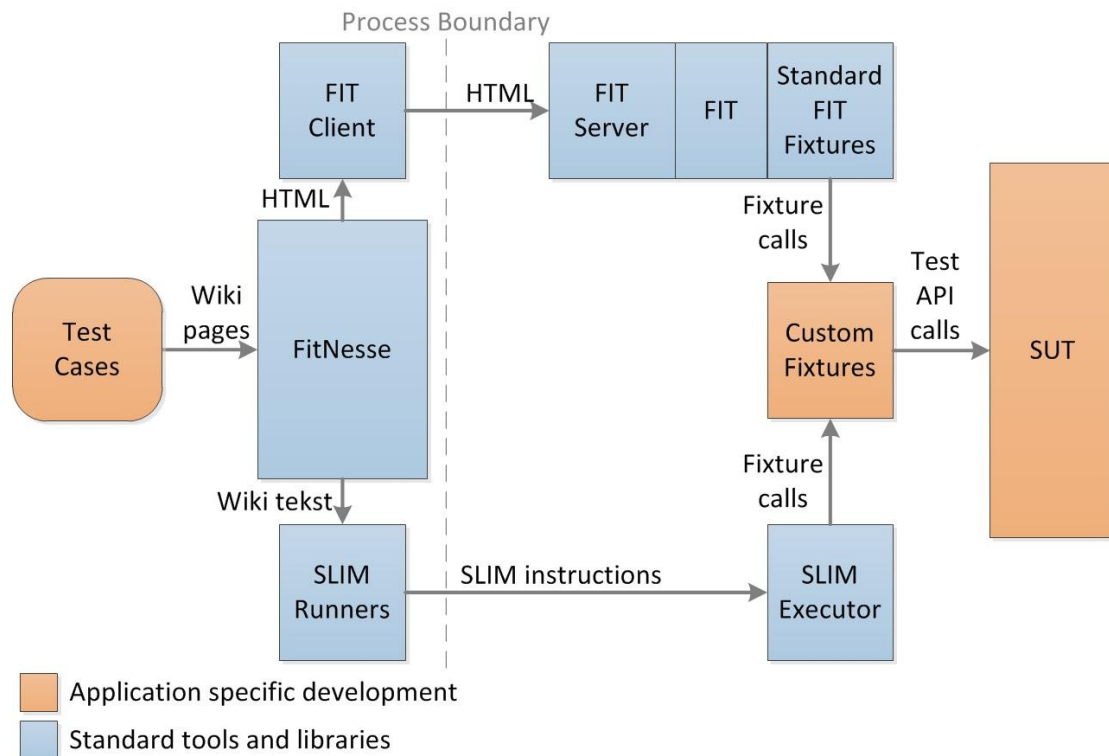 Process Boundary
FIT
Client
HTML
FIT
Server
FIT
Standard
FIT
Fixtures
HTML
Fixture
calls
Test
Cases
Wiki
pages
FitNesse
Custom
Fixtures
Test
API
calls
SUT
Wiki tekst
Fixture
calls
SLIM
Runners
SLIM instructions
SLIM
Executor
Application specific development
Standard tools and libraries